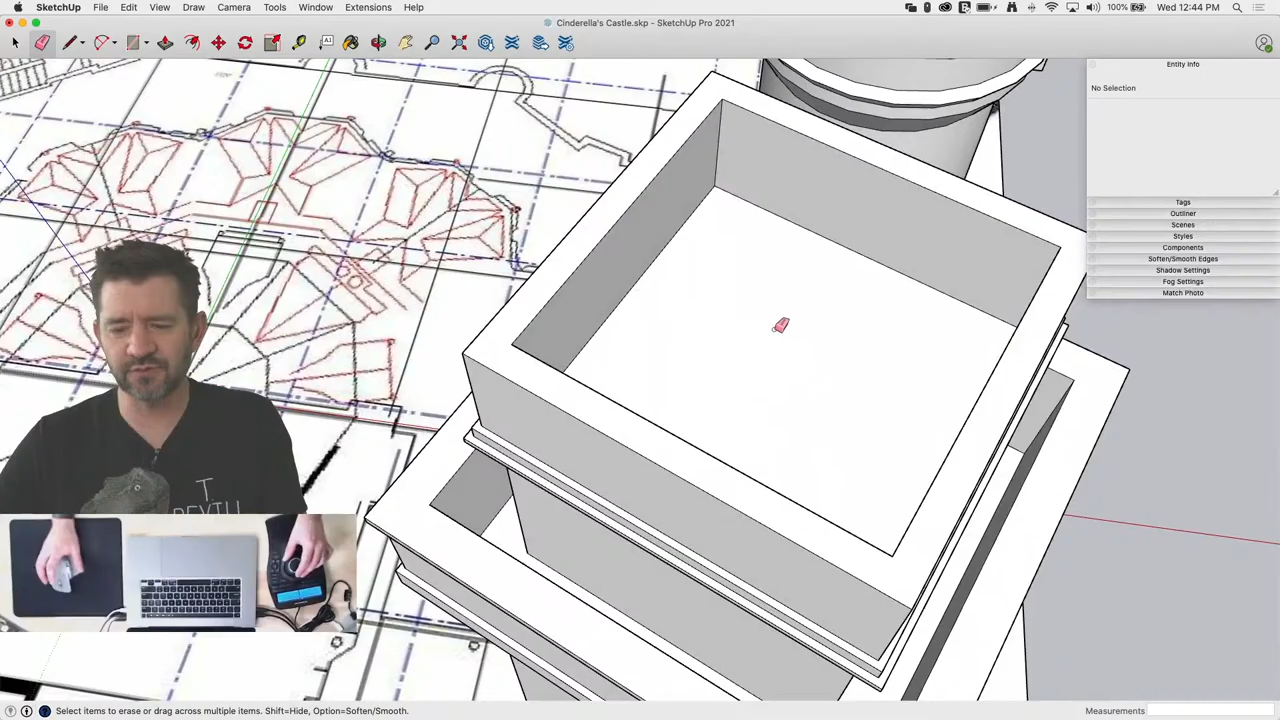 SketchUp File Edit View Draw Camera Tools Window Extensions Help 100% Wed 12:44 PM
Cinderella's Castle.skp - SketchUp Pro 2021
Entity Info
No Selection
Tags
Outliner
Scenes
Styles
Components
Soften/Smooth Edges
Shadow Settings
Fog Settings
Match Photo
Select items to erase or drag across multiple items. Shift=Hide, Option=Soften/Smooth.
Measurements